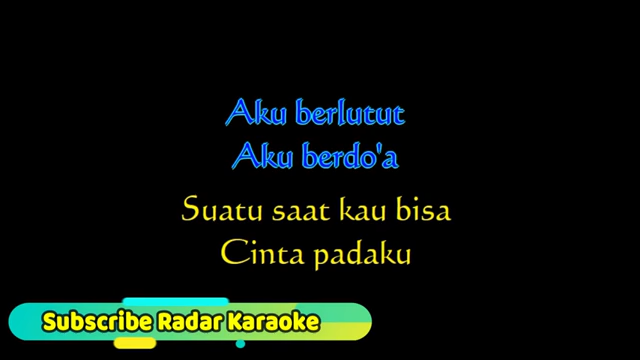 Aku berlutut
Aku berdo'a
Suatu saat kau bisa
Cinta padaku
Subscribe Radar Karaoke